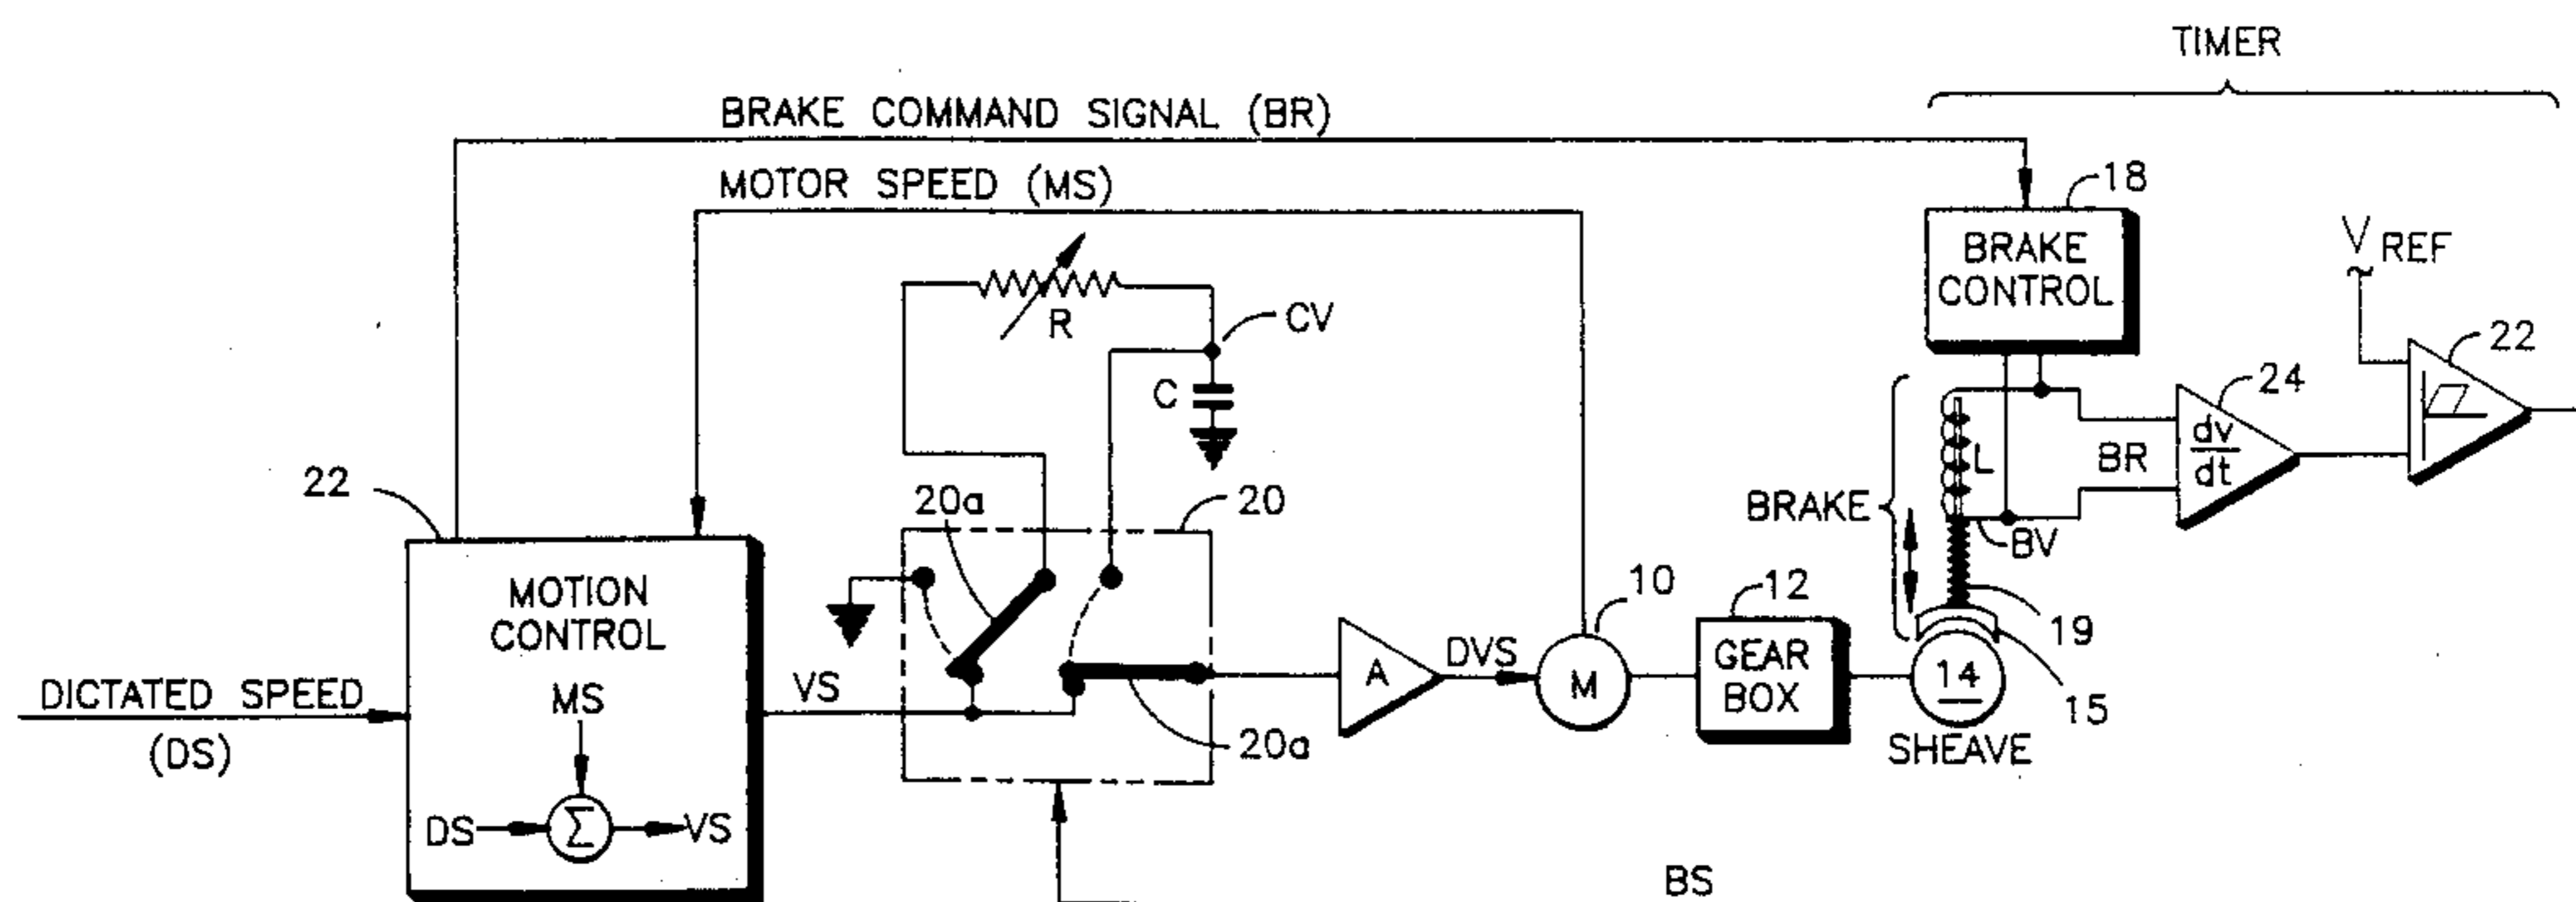 TIMER
BRAKE COMMAND SIGNAL (BR)
MOTOR SPEED (MS)
18
BRAKE
CONTROL
V REF
R
CV
C
22
24
dv
dt
22
L
BR
BRAKE
BV
20a
20
10
12
19
15
MOTION
CONTROL
MS
DS
Σ
VS
DICTATED SPEED
(DS)
VS
20a
A
DVS
M
GEAR
BOX
14
SHEAVE
BS